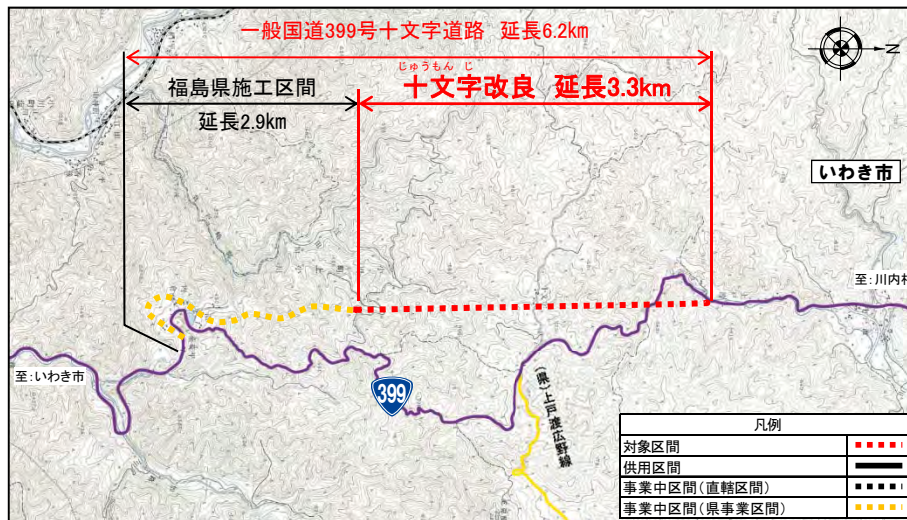 一般国道399号十文字道路 延長6.2km
福島県施工区間
延長2.9km
じゅうもんじ
十文字改良 延長3.3km
N
いわき市
至:川内村
至:いわき市
399
(県)上戸渡広野線
凡例
対象区間
供用区間
事業中区間(直轄区間)
事業中区間(県事業区間)